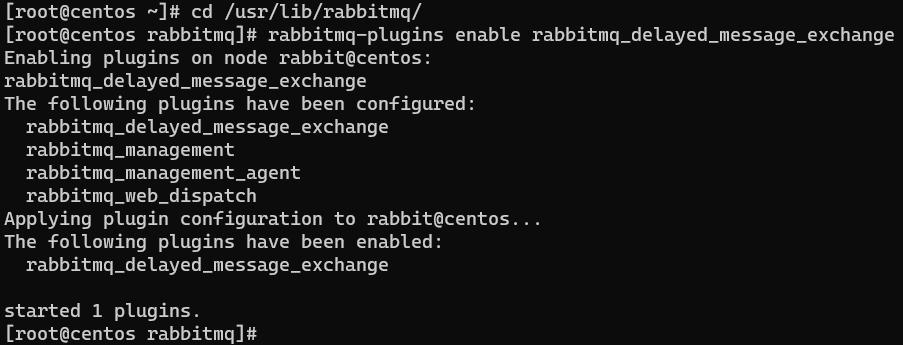 [root@centos ~]# cd /usr/lib/rabbitmq/
[root@centos rabbitmq]# rabbitmq-plugins enable rabbitmq_delayed_message_exchange
Enabling plugins on node rabbit@centos:
rabbitmq_delayed_message_exchange
The following plugins have been configured:
  rabbitmq_delayed_message_exchange
  rabbitmq_management
  rabbitmq_management_agent
  rabbitmq_web_dispatch
Applying plugin configuration to rabbit@centos...
The following plugins have been enabled:
  rabbitmq_delayed_message_exchange

started 1 plugins.
[root@centos rabbitmq]#